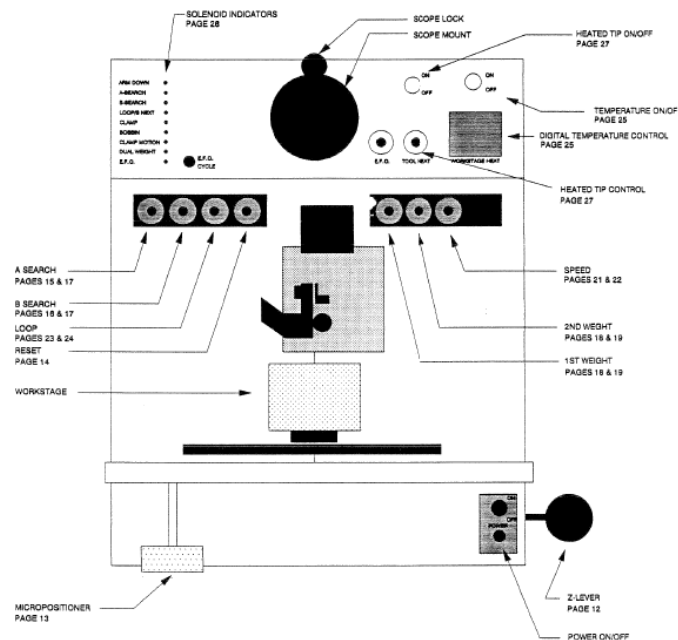 SOLENOID INDICATORS
PAGE 26
SCOPE LOCK
SCOPE MOUNT
HEATED TIP ON/OFF
PAGE 27
ARM DOWN
A-SEARCH
B-SEARCH
LOOP/B NEXT
CLAMP
BOBBIN
CLAMP MOTION
DUAL WEIGHT
E.F.O.
E.F.O.
CYCLE
ON
OFF
ON
OFF
TEMPERATURE ON/OF
PAGE 25
DIGITAL TEMPERATURE CONTROL
PAGE 25
E.F.O.
TOOL HEAT
WORKSTAGE HEAT
HEATED TIP CONTROL
PAGE 27
A SEARCH
PAGES 15 & 17
B SEARCH
PAGES 16 & 17
LOOP
PAGES 23 & 24
RESET
PAGE 14
WORKSTAGE
SPEED
PAGES 21 & 22
2ND WEGHT
PAGES 18 & 19
1ST WEIGHT
PAGES 18 & 19
ON
OFF
POWER
MICROPOSITIONER
PAGE 13
Z-LEVER
PAGE 12
POWER ON/OFF